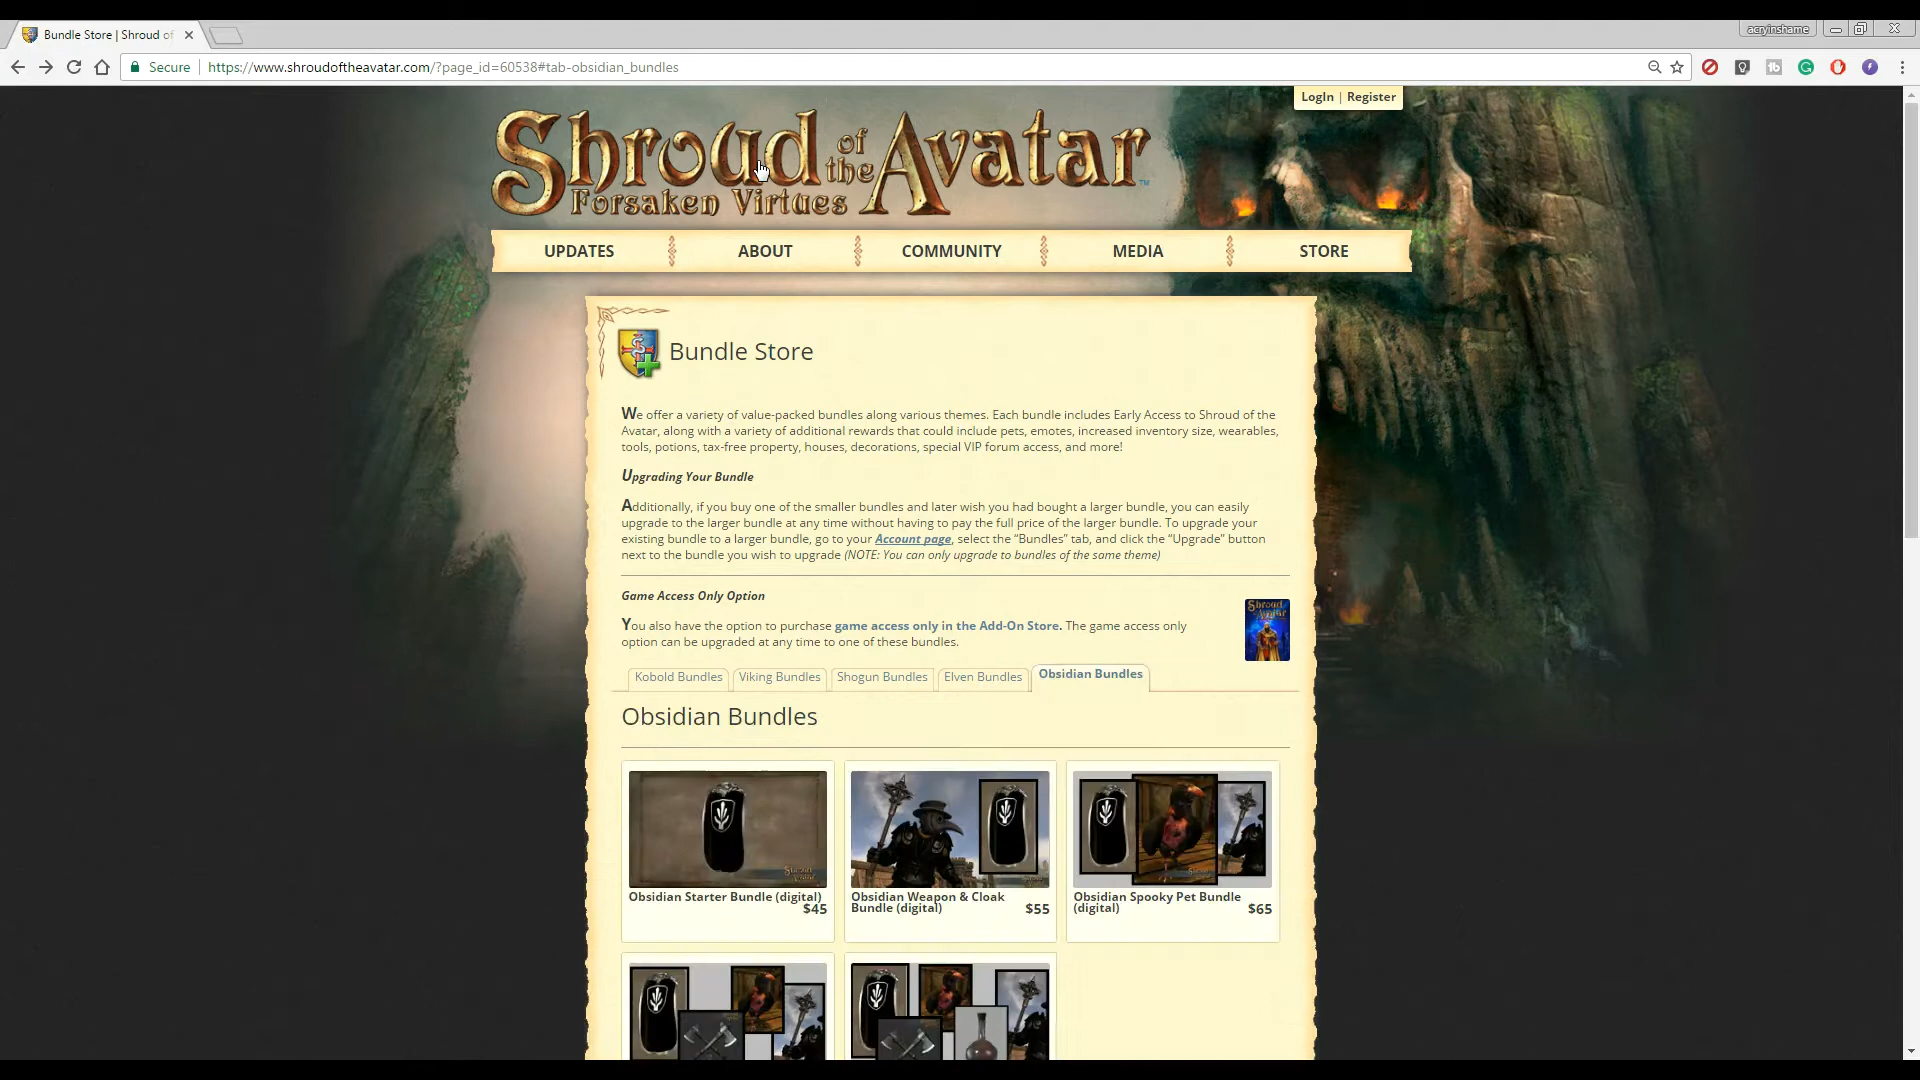 Bundle Store | Shroud of
acryinshame
Secure
https://www.shroudoftheavatar.com/?page_id=60538#tab-obsidian_bundles
LogIn | Register
Shroud of the Avatar™
Forsaken Virtues
UPDATES ABOUT COMMUNITY MEDIA STORE
Bundle Store
We offer a variety of value-packed bundles along various themes. Each bundle includes Early Access to Shroud of the
Avatar, along with a variety of additional rewards that could include pets, emotes, increased inventory size, wearables,
tools, potions, tax-free property, houses, decorations, special VIP forum access, and more!
Upgrading Your Bundle
Additionally, if you buy one of the smaller bundles and later wish you had bought a larger bundle, you can easily
upgrade to the larger bundle at any time without having to pay the full price of the larger bundle. To upgrade your
existing bundle to a larger bundle, go to your Account page, select the “Bundles” tab, and click the “Upgrade” button
next to the bundle you wish to upgrade (NOTE: You can only upgrade to bundles of the same theme)
Game Access Only Option
You also have the option to purchase game access only in the Add-On Store. The game access only
option can be upgraded at any time to one of these bundles.
Shroud
Avatar
Kobold Bundles Viking Bundles Shogun Bundles Elven Bundles Obsidian Bundles
Obsidian Bundles
Obsidian Starter Bundle (digital)
$45
Obsidian Weapon & Cloak
Bundle (digital) $55
Obsidian Spooky Pet Bundle
(digital) $65